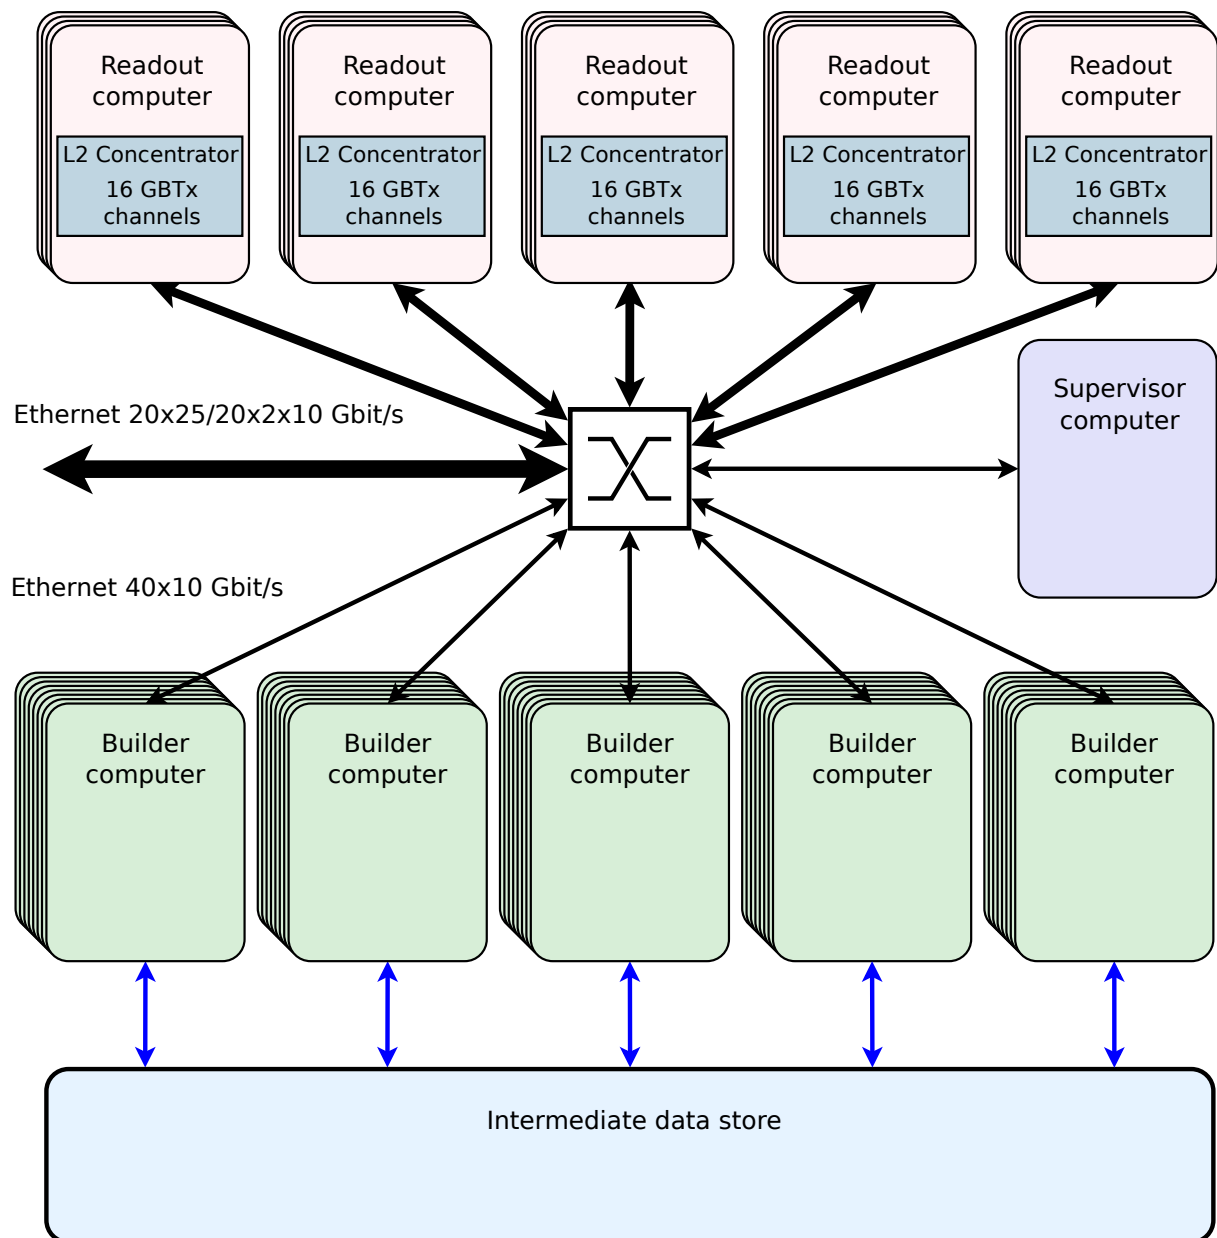 Readout
computer
L2 Concentrator
16 GBTx
channels
Readout
computer
L2 Concentrator
16 GBTx
channels
Readout
computer
L2 Concentrator
16 GBTx
channels
Readout
computer
L2 Concentrator
16 GBTx
channels
Readout
computer
L2 Concentrator
16 GBTx
channels
Ethernet 20x25/20x2x10 Gbit/s
Supervisor
computer
Ethernet 40x10 Gbit/s
Builder
computer
Builder
computer
Builder
computer
Builder
computer
Builder
computer
Intermediate data store